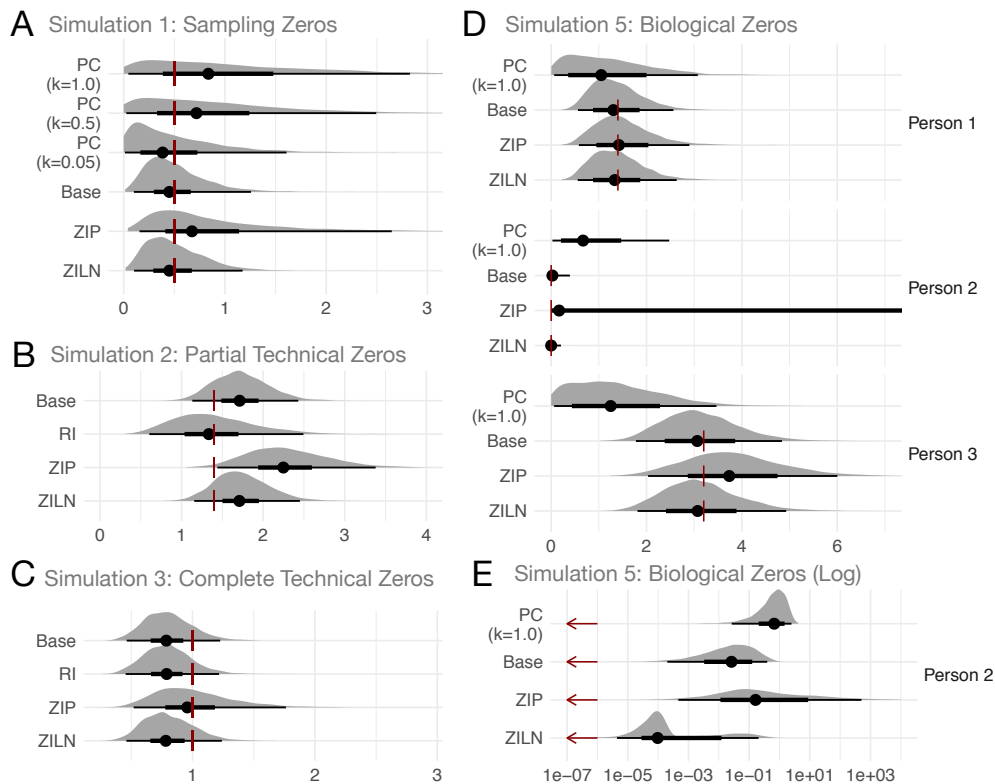 A Simulation 1: Sampling Zeros
PC
(k=1.0)
PC
(k=0.5)
PC
(k=0.05)
Base
ZIP
ZILN
0 1 2 3
B Simulation 2: Partial Technical Zeros
Base
RI
ZIP
ZILN
0 1 2 3 4
C Simulation 3: Complete Technical Zeros
Base
RI
ZIP
ZILN
1 2 3
D Simulation 5: Biological Zeros
PC
(k=1.0)
Base
ZIP
ZILN
Person 1
PC
(k=1.0)
Base
ZIP
ZILN
Person 2
PC
(k=1.0)
Base
ZIP
ZILN
Person 3
0 2 4 6
E Simulation 5: Biological Zeros (Log)
PC
(k=1.0)
Base
ZIP
ZILN
Person 2
1e-07 1e-05 1e-03 1e-01 1e+01 1e+03